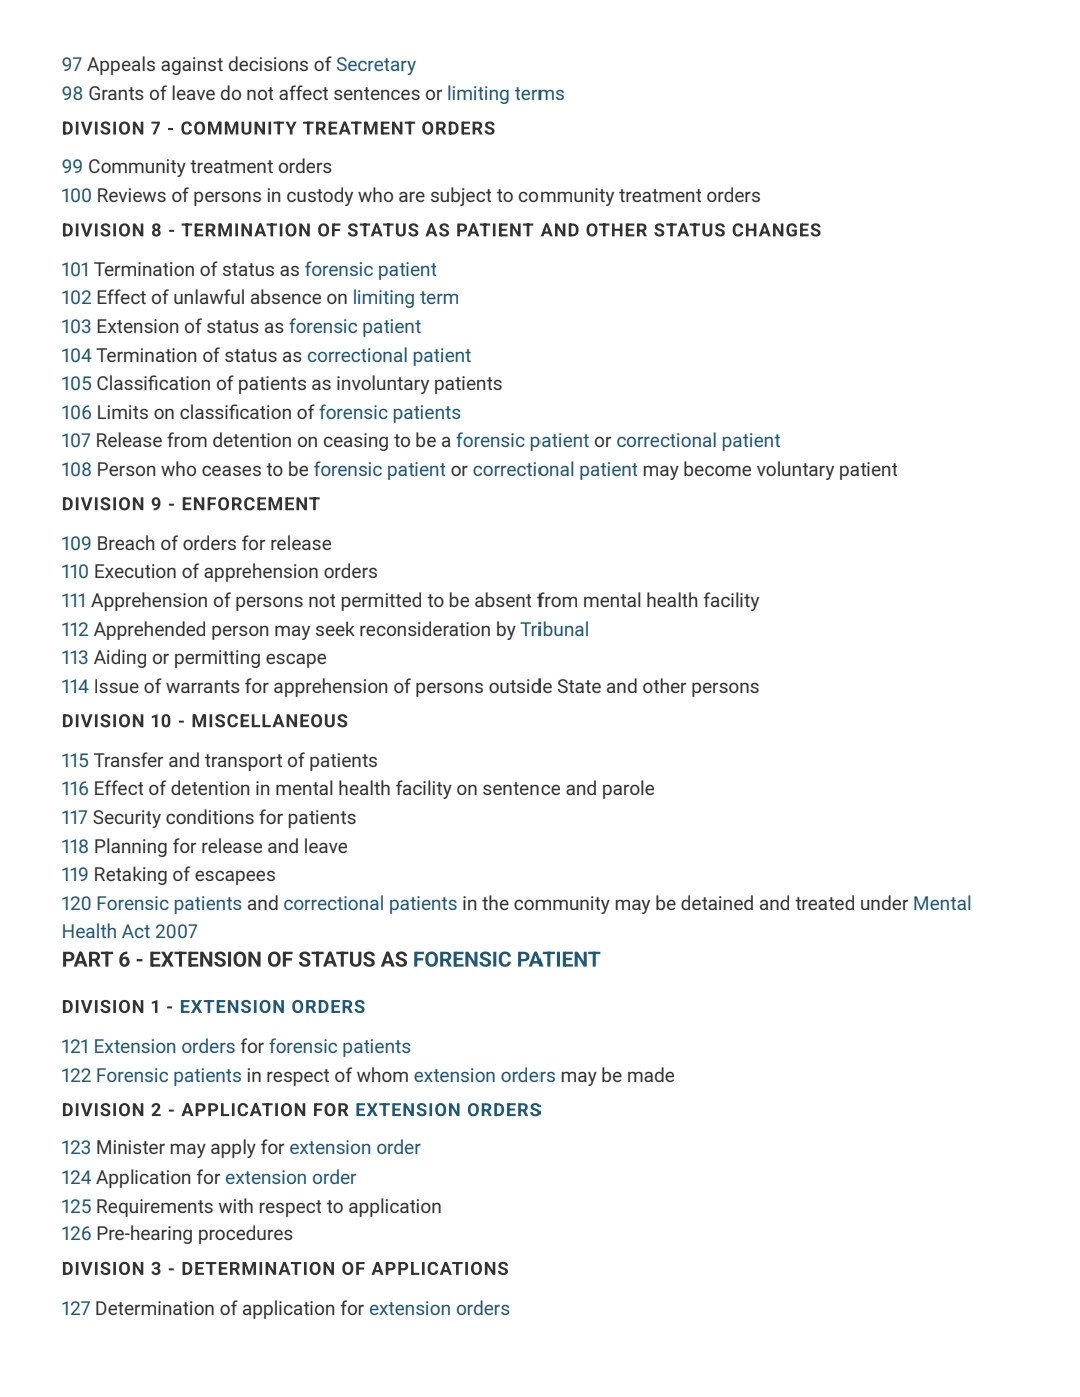 97 Appeals against decisions of Secretary
98 Grants of leave do not affect sentences or limiting terms
DIVISION 7 - COMMUNITY TREATMENT ORDERS
99 Community treatment orders
100 Reviews of persons in custody who are subject to community treatment orders
DIVISION 8 - TERMINATION OF STATUS AS PATIENT AND OTHER STATUS CHANGES
101 Termination of status as forensic patient
102 Effect of unlawful absence on limiting term
103 Extension of status as forensic patient
104 Termination of status as correctional patient
105 Classification of patients as involuntary patients
106 Limits on classification of forensic patients
107 Release from detention on ceasing to be a forensic patient or correctional patient
108 Person who ceases to be forensic patient or correctional patient may become voluntary patient
DIVISION 9 - ENFORCEMENT
109 Breach of orders for release
110 Execution of apprehension orders
111 Apprehension of persons not permitted to be absent from mental health facility
112 Apprehended person may seek reconsideration by Tribunal
113 Aiding or permitting escape
114 Issue of warrants for apprehension of persons outside State and other persons
DIVISION 10 - MISCELLANEOUS
115 Transfer and transport of patients
116 Effect of detention in mental health facility on sentence and parole
117 Security conditions for patients
118 Planning for release and leave
119 Retaking of escapees
120 Forensic patients and correctional patients in the community may be detained and treated under Mental
Health Act 2007
PART 6 - EXTENSION OF STATUS AS FORENSIC PATIENT
DIVISION 1 - EXTENSION ORDERS
121 Extension orders for forensic patients
122 Forensic patients in respect of whom extension orders may be made
DIVISION 2 - APPLICATION FOR EXTENSION ORDERS
123 Minister may apply for extension order
124 Application for extension order
125 Requirements with respect to application
126 Pre-hearing procedures
DIVISION 3 - DETERMINATION OF APPLICATIONS
127 Determination of application for extension orders